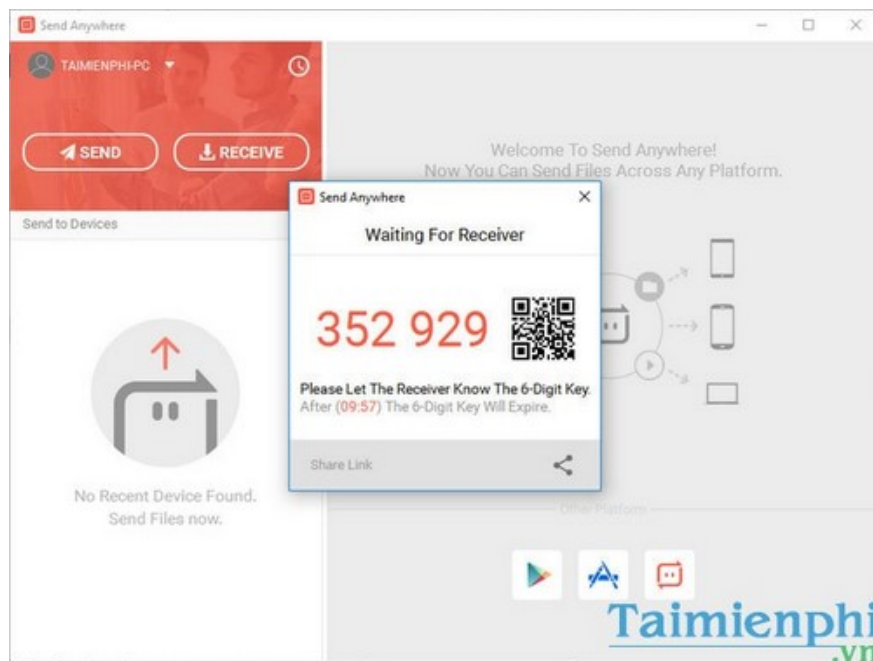 Send Anywhere
TAIMIENPHI-PC
SEND
RECEIVE
Send to Devices
No Recent Device Found.
Send Files now.
Welcome To Send Anywhere!
Now You Can Send Files Across Any Platform.
Send Anywhere
Waiting For Receiver
352 929
Please Let The Receiver Know The 6-Digit Key.
After (09:57) The 6-Digit Key Will Expire.
Share Link
Other Platform
Taimienphi
.vn